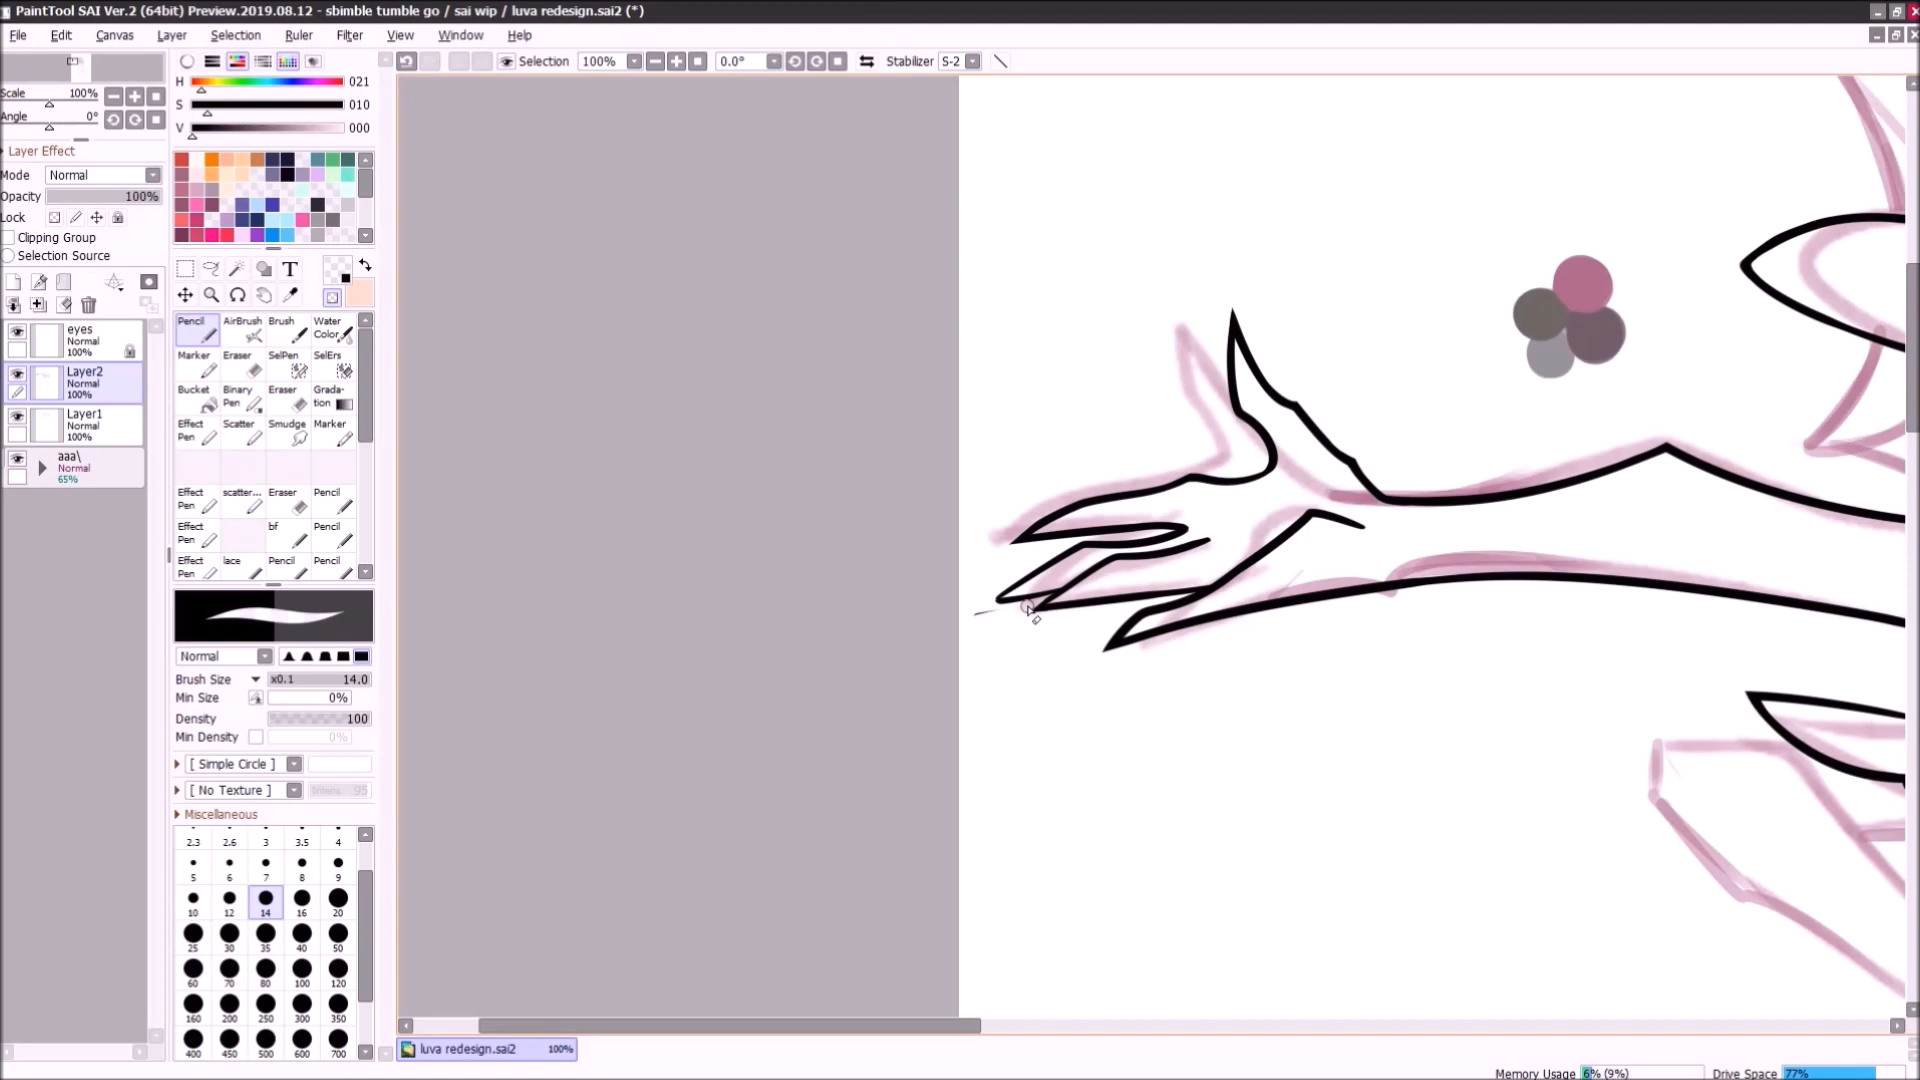 PaintTool SAI Ver.2 (64bit) Preview.2019.08.12 - sbimble tumble go / sai wip / luva redesign.sai2 (*)
File Edit Canvas Layer Selection Ruler Filter View Window Help
Selection 100% 0.0° Stabilizer S-2
Scale 100%
Angle 0°
Layer Effect
Mode Normal
Opacity 100%
Lock
Clipping Group
Selection Source
eyes
Normal
100%
Layer2
Normal
100%
Layer1
Normal
100%
aaa\
Normal
65%
H 021
S 010
V 000
T
Pencil AirBrush Brush Water Color
Marker Eraser SelPen SelErs
Bucket Binary Pen Eraser Grada-tion
Effect Pen Scatter Smudge Marker
Effect Pen scatter... Eraser Pencil
Effect Pen bf Pencil
Effect Pen lace Pencil Pencil
Normal
Brush Size x0.1 14.0
Min Size 0%
Density 100
Min Density 0%
[ Simple Circle ]
[ No Texture ] Intens. 95
Miscellaneous
2.3 2.6 3 3.5 4
5 6 7 8 9
10 12 14 16 20
25 30 35 40 50
60 70 80 100 120
160 200 250 300 350
400 450 500 600 700
luva redesign.sai2 100%
Memory Usage 6% (9%) Drive Space 77%